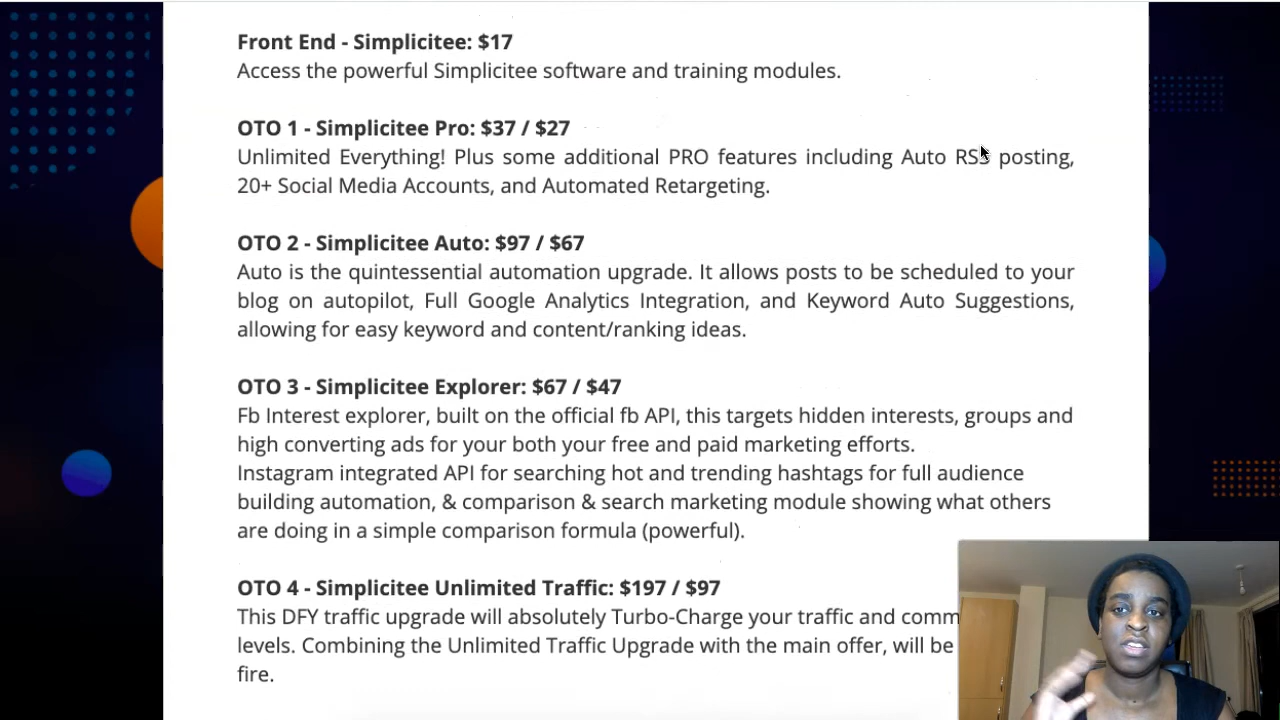 Front End - Simplicitee: $17
Access the powerful Simplicitee software and training modules.
OTO 1 - Simplicitee Pro: $37 / $27
Unlimited Everything! Plus some additional PRO features including Auto RSS posting,
20+ Social Media Accounts, and Automated Retargeting.
OTO 2 - Simplicitee Auto: $97 / $67
Auto is the quintessential automation upgrade. It allows posts to be scheduled to your
blog on autopilot, Full Google Analytics Integration, and Keyword Auto Suggestions,
allowing for easy keyword and content/ranking ideas.
OTO 3 - Simplicitee Explorer: $67 / $47
Fb Interest explorer, built on the official fb API, this targets hidden interests, groups and
high converting ads for your both your free and paid marketing efforts.
Instagram integrated API for searching hot and trending hashtags for full audience
building automation, & comparison & search marketing module showing what others
are doing in a simple comparison formula (powerful).
OTO 4 - Simplicitee Unlimited Traffic: $197 / $97
This DFY traffic upgrade will absolutely Turbo-Charge your traffic and
levels. Combining the Unlimited Traffic Upgrade with the main offer, will be
fire.